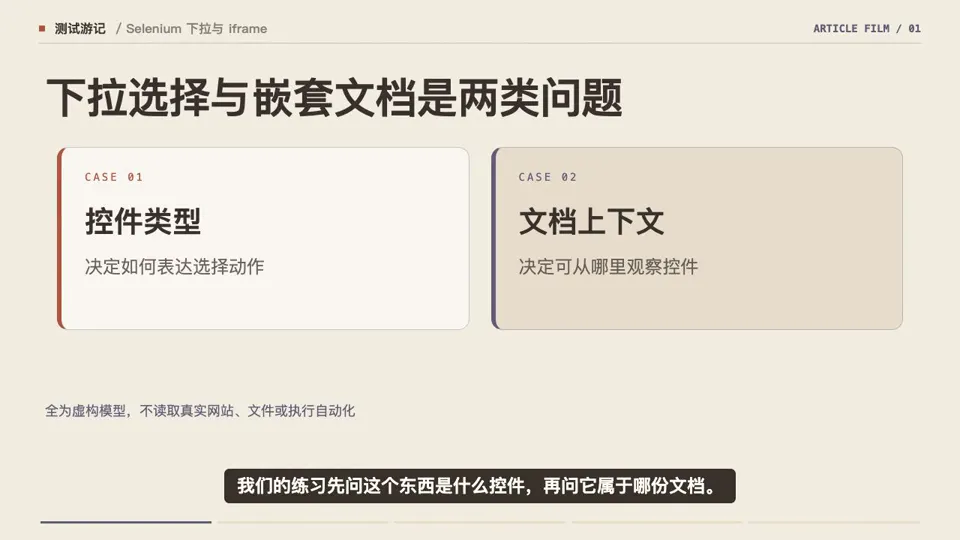 测试游记 / Selenium 下拉与 iframe
ARTICLE FILM / 01
下拉选择与嵌套文档是两类问题
CASE 01
控件类型
决定如何表达选择动作
CASE 02
文档上下文
决定可从哪里观察控件
全为虚构模型，不读取真实网站、文件或执行自动化
我们的练习先问这个东西是什么控件，再问它属于哪份文档。